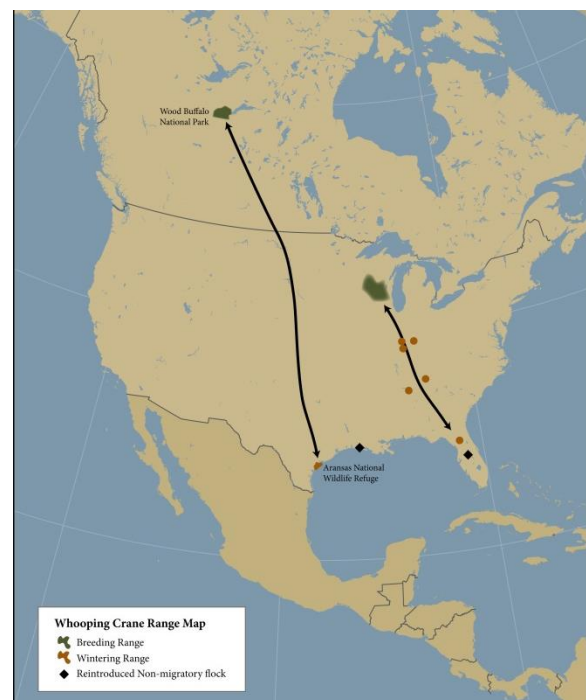 Wood Buffalo
National Park
Aransas National
Wildlife Refuge
Whooping Crane Range Map
Breeding Range
Wintering Range
Reintroduced Non-migratory flock